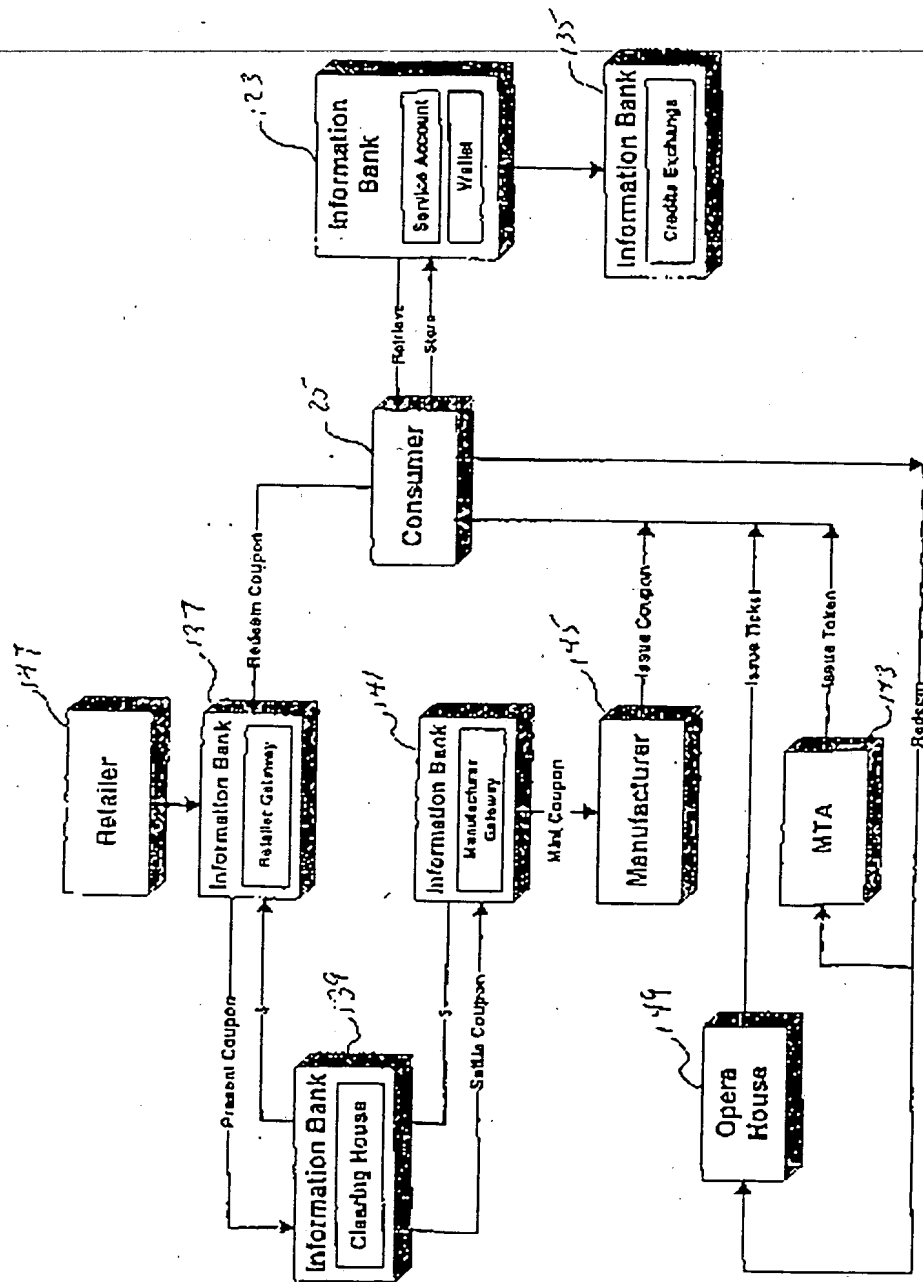 147
Retailer
137
Information Bank
Retailer Gateway
Redeem Coupon
Present Coupon
$
139
Information Bank
Clearing House
$
Settle Coupon
141
Information Bank
Manufacturer
Gateway
Mint Coupon
145
Manufacturer
Issue Coupon
149
Opera
House
Issue Ticket
143
MTA
Issue Token
Redeem
25
Consumer
Retrieve
Store
123
Information
Bank
Service Account
Wallet
135
Information Bank
Credits Exchange